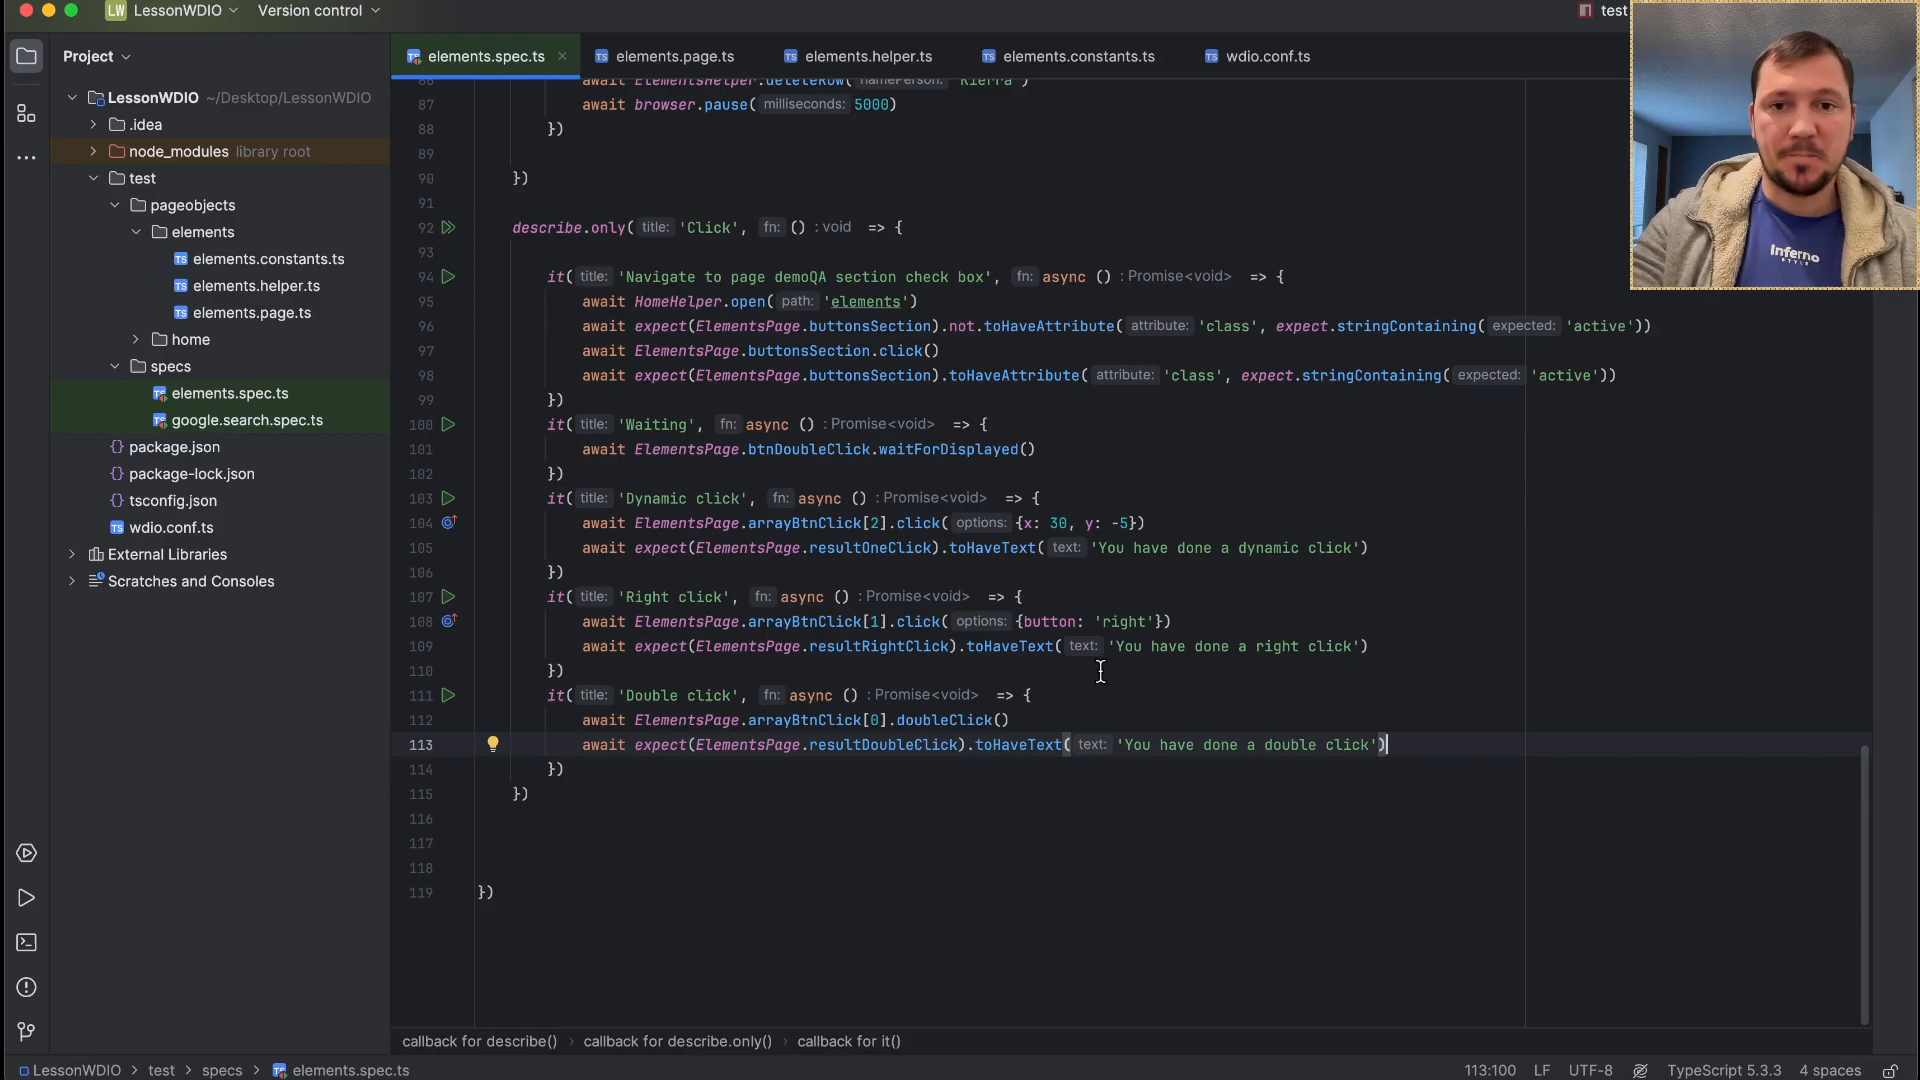 LW LessonWDIO Version control test
Project
elements.spec.ts elements.page.ts elements.helper.ts elements.constants.ts wdio.conf.ts
LessonWDIO ~/Desktop/LessonWDIO
.idea
node_modules library root
test
pageobjects
elements
elements.constants.ts
elements.helper.ts
elements.page.ts
home
specs
elements.spec.ts
google.search.spec.ts
package.json
package-lock.json
tsconfig.json
wdio.conf.ts
External Libraries
Scratches and Consoles
86 await ElementsHelper.deleteRow( namePerson: 'Kierra')
87 await browser.pause( milliseconds: 5000)
88 })
89
90 })
91
92 describe.only( title: 'Click', fn: () : void => {
93
94 it( title: 'Navigate to page demoQA section check box', fn: async () : Promise<void> => {
95 await HomeHelper.open( path: 'elements')
96 await expect(ElementsPage.buttonsSection).not.toHaveAttribute( attribute: 'class', expect.stringContaining( expected: 'active'))
97 await ElementsPage.buttonsSection.click()
98 await expect(ElementsPage.buttonsSection).toHaveAttribute( attribute: 'class', expect.stringContaining( expected: 'active'))
99 })
100 it( title: 'Waiting', fn: async () : Promise<void> => {
101 await ElementsPage.btnDoubleClick.waitForDisplayed()
102 })
103 it( title: 'Dynamic click', fn: async () : Promise<void> => {
104 await ElementsPage.arrayBtnClick[2].click( options: {x: 30, y: -5})
105 await expect(ElementsPage.resultOneClick).toHaveText( text: 'You have done a dynamic click')
106 })
107 it( title: 'Right click', fn: async () : Promise<void> => {
108 await ElementsPage.arrayBtnClick[1].click( options: {button: 'right'})
109 await expect(ElementsPage.resultRightClick).toHaveText( text: 'You have done a right click')
110 })
111 it( title: 'Double click', fn: async () : Promise<void> => {
112 await ElementsPage.arrayBtnClick[0].doubleClick()
113 await expect(ElementsPage.resultDoubleClick).toHaveText( text: 'You have done a double click')
114 })
115 })
116
117
118
119 })
Inferno
STYLE
callback for describe() › callback for describe.only() › callback for it()
LessonWDIO > test > specs > elements.spec.ts 113:100 LF UTF-8 TypeScript 5.3.3 4 spaces